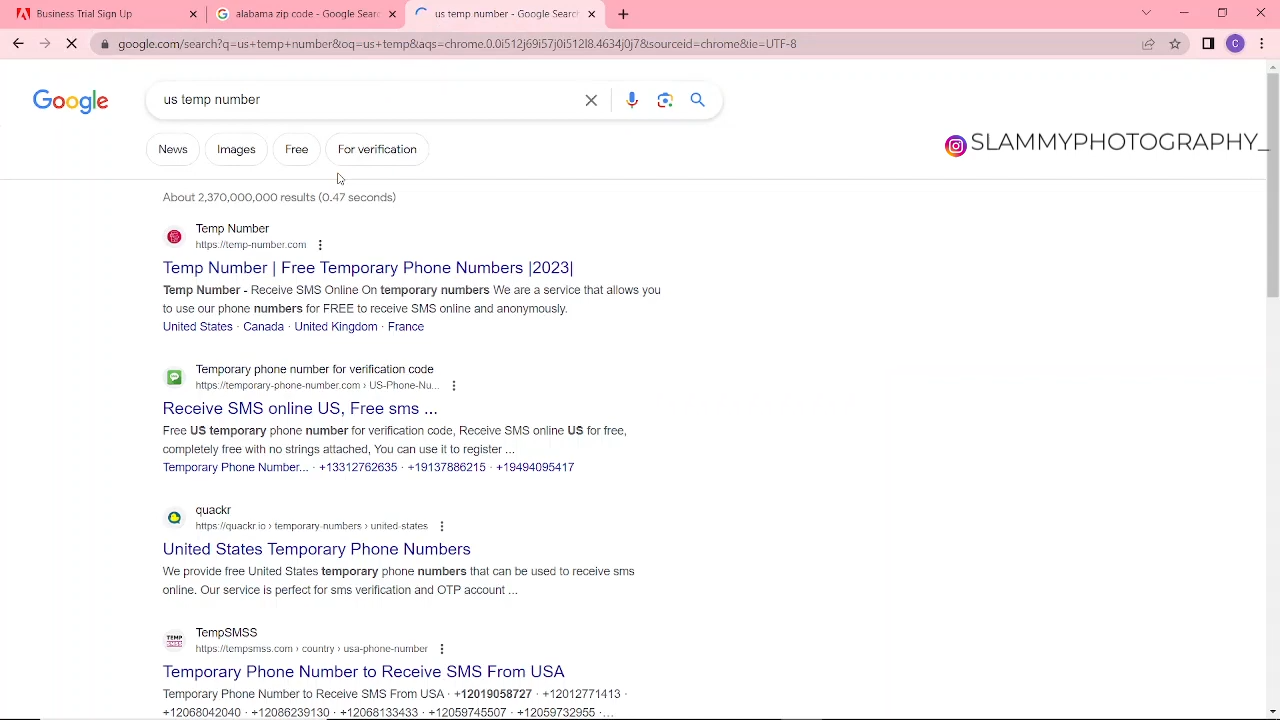 Business Trial Sign Up
alabama zip code - Google Searc
us temp number - Google Search
google.com/search?q=us+temp+number&oq=us+temp&aqs=chrome.0.0i512j69i57j0i512l8.4634j0j7&sourceid=chrome&ie=UTF-8
C
Google
us temp number
News
Images
Free
For verification
SLAMMYPHOTOGRAPHY_
About 2,370,000,000 results (0.47 seconds)
Temp Number
https://temp-number.com
Temp Number | Free Temporary Phone Numbers |2023|
Temp Number - Receive SMS Online On temporary numbers We are a service that allows you
to use our phone numbers for FREE to receive SMS online and anonymously.
United States · Canada · United Kingdom · France
Temporary phone number for verification code
https://temporary-phone-number.com › US-Phone-Nu...
Receive SMS online US, Free sms ...
Free US temporary phone number for verification code, Receive SMS online US for free,
completely free with no strings attached, You can use it to register ...
Temporary Phone Number... · +13312762635 · +19137886215 · +19494095417
quackr
https://quackr.io › temporary-numbers › united-states
United States Temporary Phone Numbers
We provide free United States temporary phone numbers that can be used to receive sms
online. Our service is perfect for sms verification and OTP account ...
TEMP
SMSS
TempSMSS
https://tempsmss.com › country › usa-phone-number
Temporary Phone Number to Receive SMS From USA
Temporary Phone Number to Receive SMS From USA · +12019058727 · +12012771413 ·
+12068042040 · +12086239130 · +12068133433 · +12059745507 · +12059732955 ·...